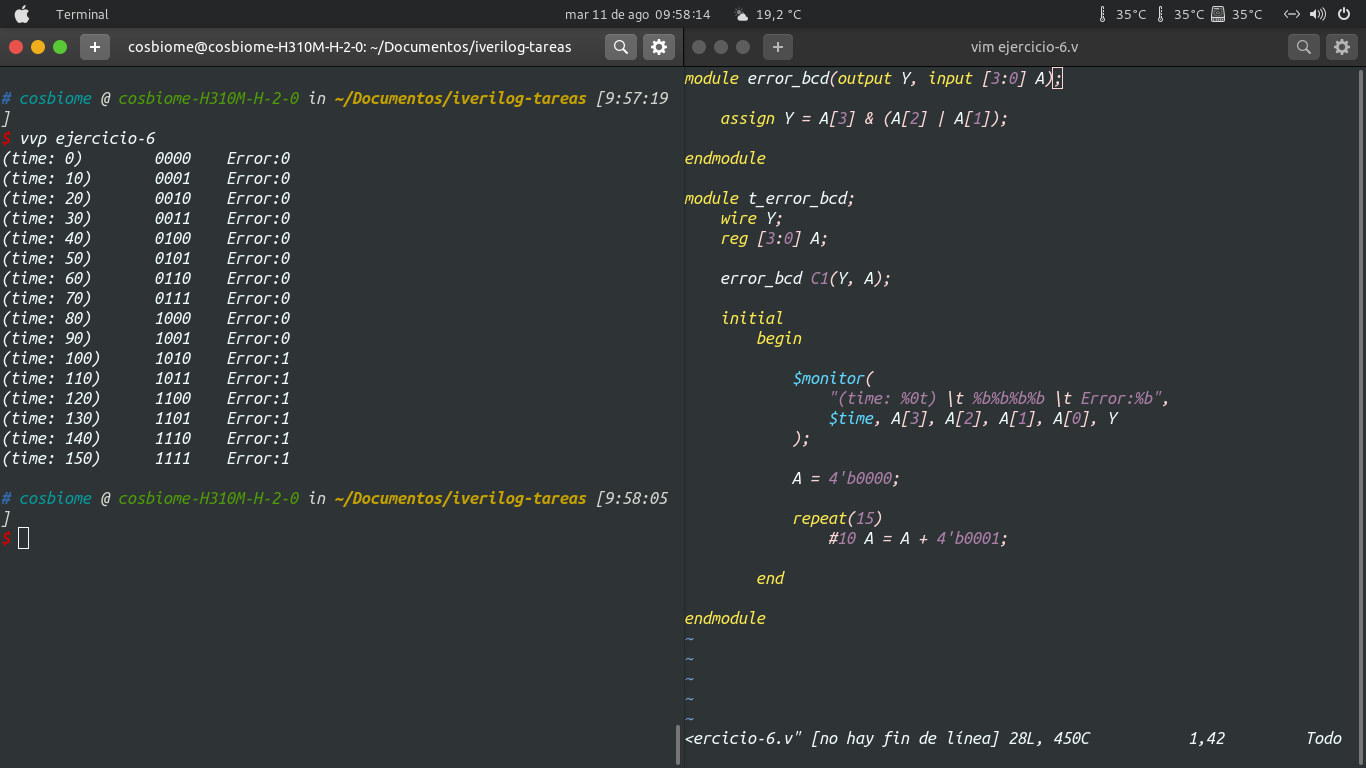 Terminal
mar 11 de ago 09:58:14
19,2 °C
35°C
35°C
35°C
cosbiome@cosbiome-H310M-H-2-0: ~/Documentos/iverilog-tareas
# cosbiome @ cosbiome-H310M-H-2-0 in ~/Documentos/iverilog-tareas [9:57:19
]
$ vvp ejercicio-6
(time: 0) 0000 Error:0
(time: 10) 0001 Error:0
(time: 20) 0010 Error:0
(time: 30) 0011 Error:0
(time: 40) 0100 Error:0
(time: 50) 0101 Error:0
(time: 60) 0110 Error:0
(time: 70) 0111 Error:0
(time: 80) 1000 Error:0
(time: 90) 1001 Error:0
(time: 100) 1010 Error:1
(time: 110) 1011 Error:1
(time: 120) 1100 Error:1
(time: 130) 1101 Error:1
(time: 140) 1110 Error:1
(time: 150) 1111 Error:1
# cosbiome @ cosbiome-H310M-H-2-0 in ~/Documentos/iverilog-tareas [9:58:05
]
$
vim ejercicio-6.v
module error_bcd(output Y, input [3:0] A);
assign Y = A[3] & (A[2] | A[1]);
endmodule
module t_error_bcd;
wire Y;
reg [3:0] A;
error_bcd C1(Y, A);
initial
begin
$monitor(
"(time: %0t) \t %b%b%b%b \t Error:%b",
$time, A[3], A[2], A[1], A[0], Y
);
A = 4'b0000;
repeat(15)
#10 A = A + 4'b0001;
end
endmodule
~
~
~
~
~
<ercicio-6.v" [no hay fin de línea] 28L, 450C 1,42 Todo